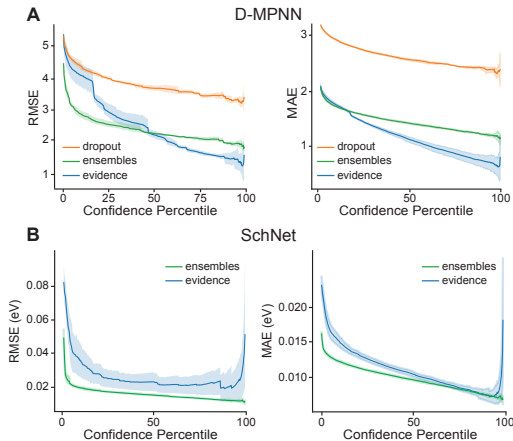 A
D-MPNN
RMSE
5
4
3
2
1
dropout
ensembles
evidence
0
25
50
75
100
Confidence Percentile
MAE
3
2
1
dropout
ensembles
evidence
0
50
100
Confidence Percentile
B
SchNet
RMSE (eV)
0.08
0.06
0.04
0.02
ensembles
evidence
0
50
100
Confidence Percentile
MAE (eV)
0.020
0.015
0.010
ensembles
evidence
0
50
100
Confidence Percentile